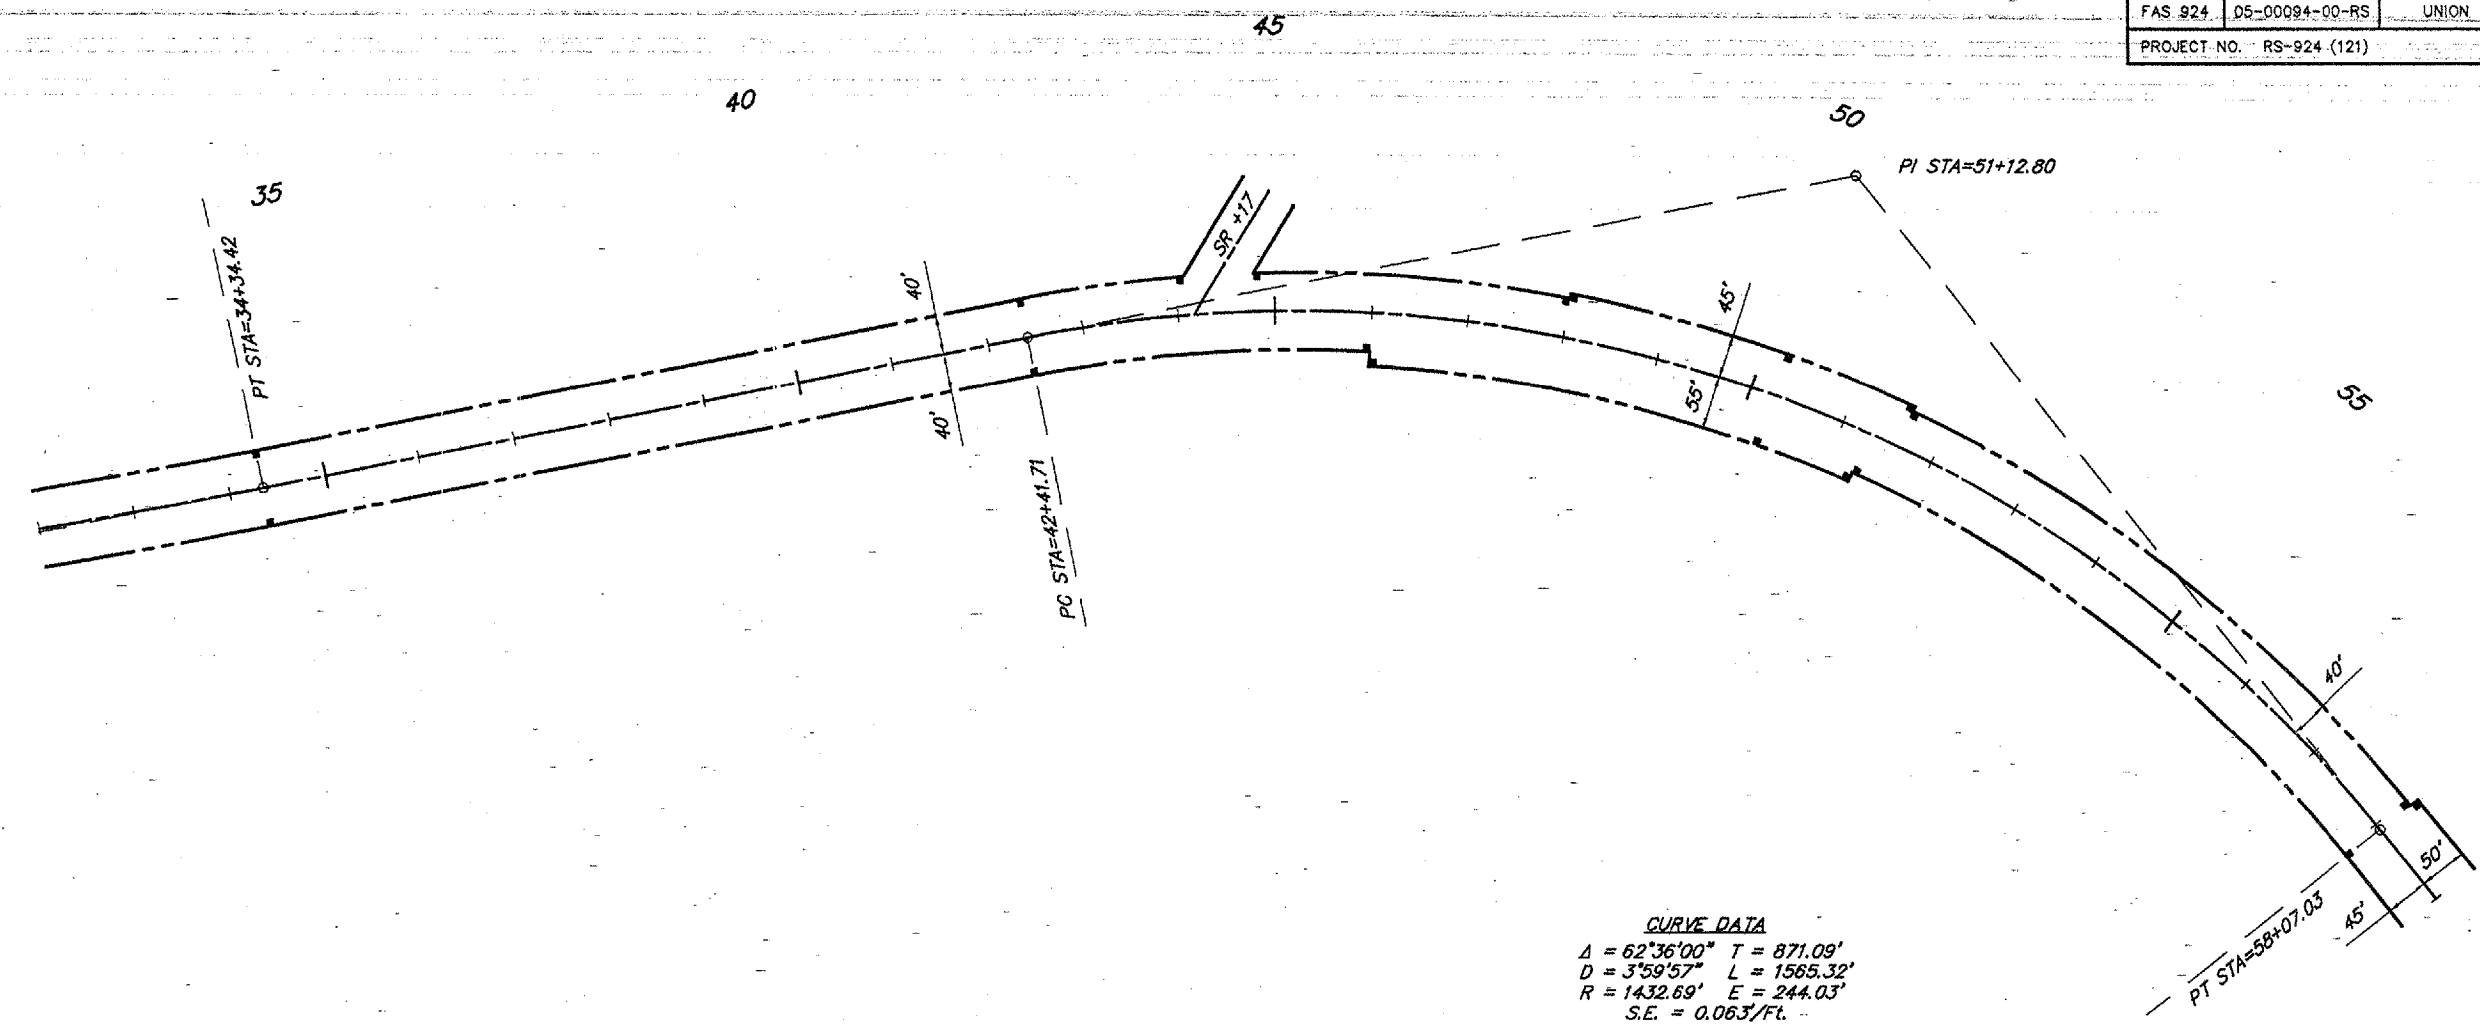 FAS 924 05-00094-00-RS UNION
PROJECT NO. RS-924 (121)
45
40
50
35
55
PI STA=51+12.80
PT STA=34+34.42
SR +17
40'
40'
45'
55'
PC STA=42+41.71
40'
50'
45'
PT STA=58+07.03
CURVE DATA
Δ = 62°36'00" T = 871.09'
D = 3°59'57" L = 1565.32'
R = 1432.69' E = 244.03'
S.E. = 0.063'/Ft.